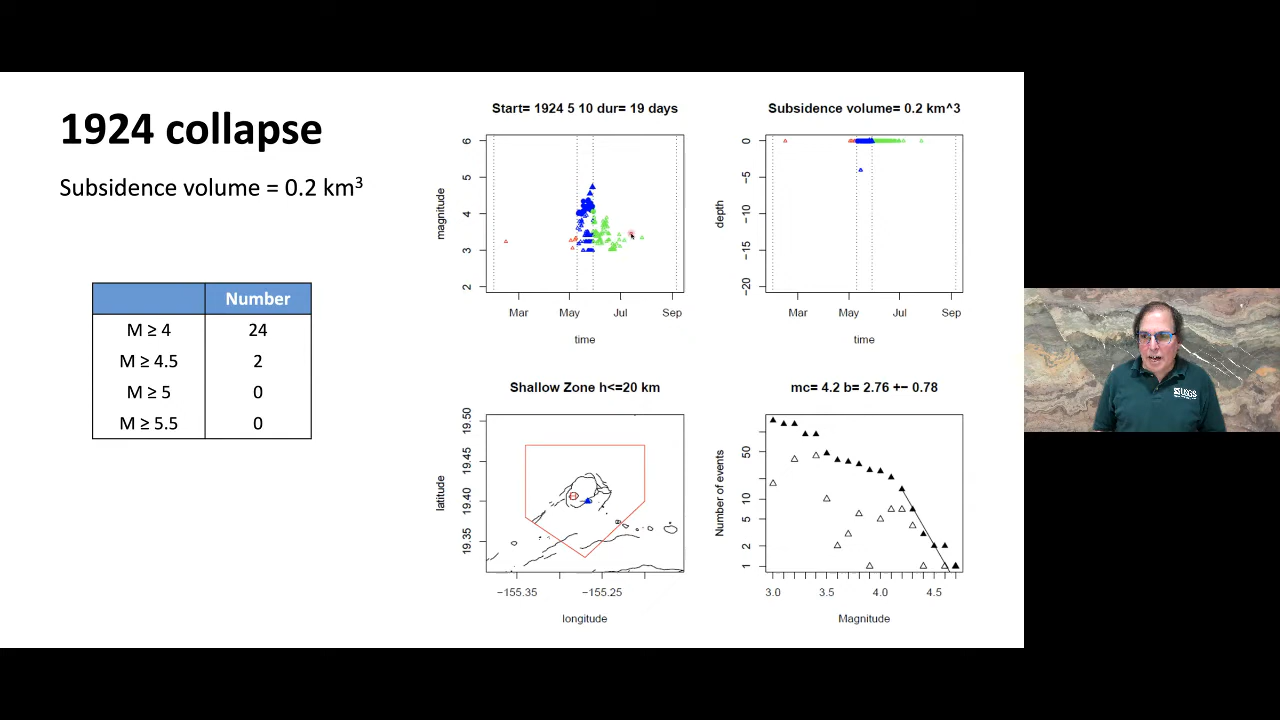 1924 collapse
Subsidence volume = 0.2 km³
Number
M ≥ 4 24
M ≥ 4.5 2
M ≥ 5 0
M ≥ 5.5 0
Start= 1924 5 10 dur= 19 days
magnitude
6
5
4
3
2
Mar May Jul Sep
time
Subsidence volume= 0.2 km^3
depth
0
−5
−10
−15
−20
Mar May Jul Sep
time
Shallow Zone h<=20 km
latitude
19.50
19.45
19.40
19.35
−155.35 −155.25
longitude
mc= 4.2 b= 2.76 +− 0.78
Number of events
50
10
5
2
1
3.0 3.5 4.0 4.5
Magnitude
USGS